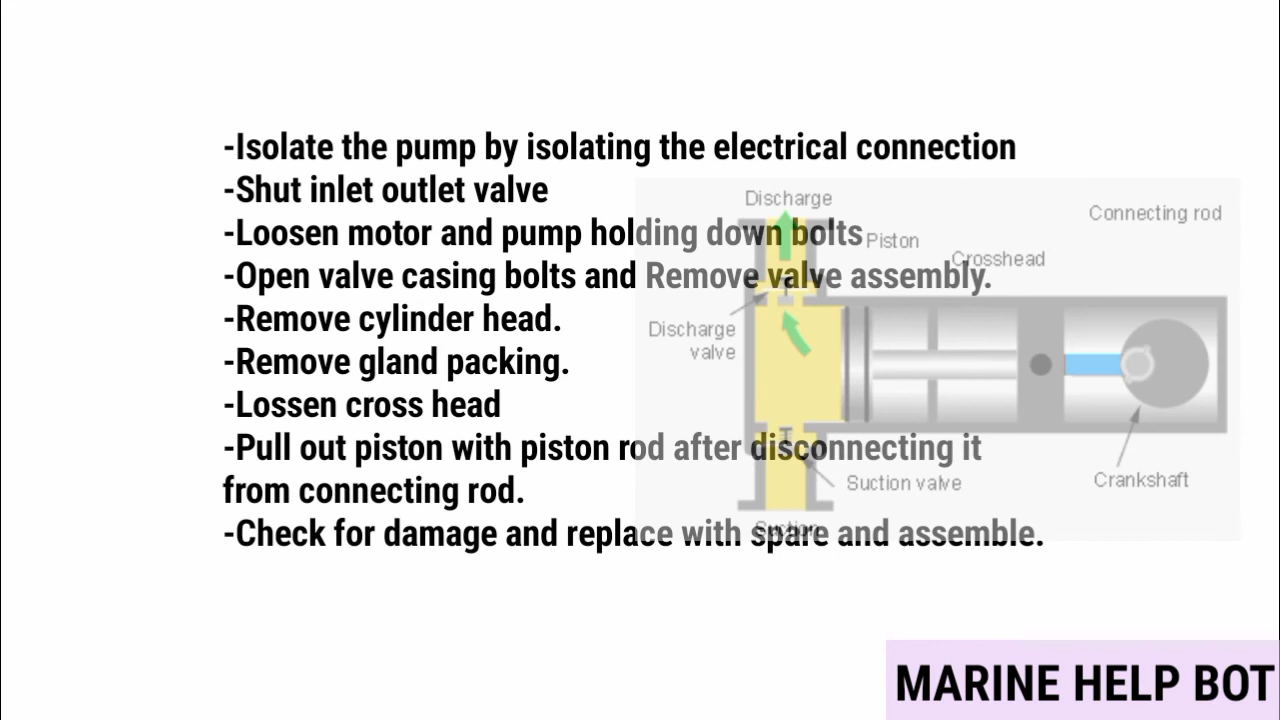 -Isolate the pump by isolating the electrical connection
-Shut inlet outlet valve
-Loosen motor and pump holding down bolts
-Open valve casing bolts and Remove valve assembly.
-Remove cylinder head.
-Remove gland packing.
-Lossen cross head
-Pull out piston with piston rod after disconnecting it
from connecting rod.
-Check for damage and replace with spare and assemble.
Discharge
Connecting rod
Piston
Crosshead
Discharge
valve
Suction valve
Crankshaft
Suction
MARINE HELP BOT